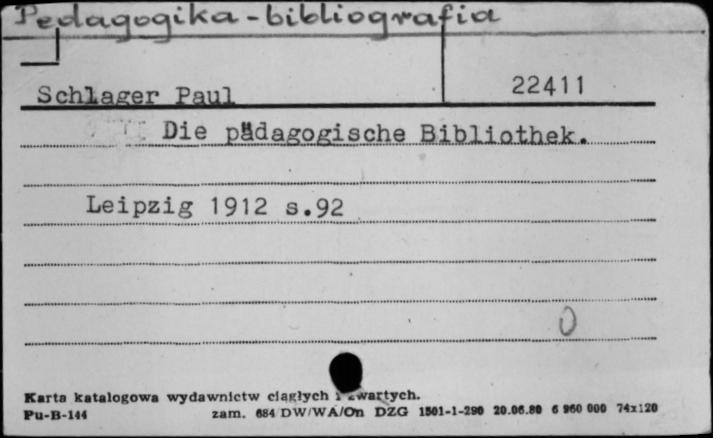 Pedagogika-bibliografia
Schlager Paul 22411
Die pädagogische Bibliothek.
Leipzig 1912 s.92
0
Karta katalogowa wydawnictw ciągłych i zwartych.
Pu-B-144 zam. 684 DW/WA/On DZG 1501-1-290 20.06.80 6 960 000 74x120